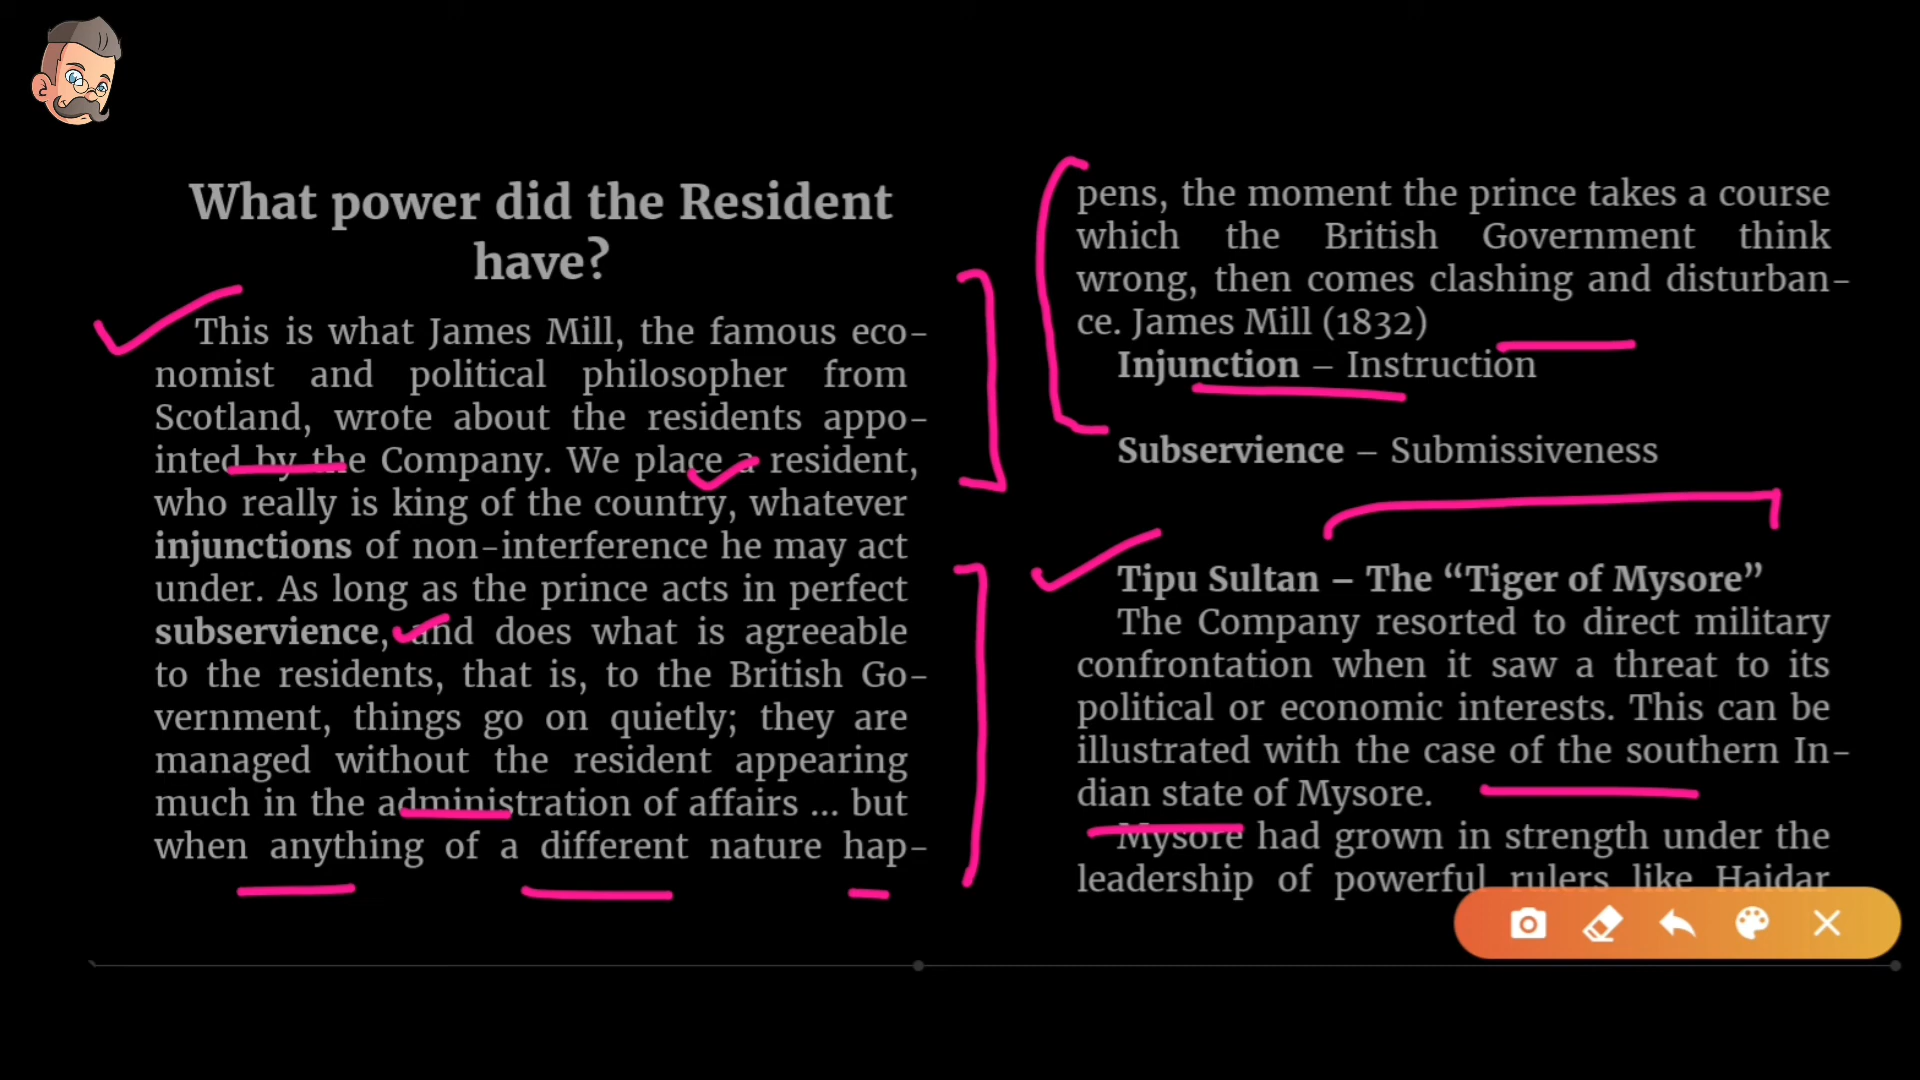 What power did the Resident
have?
This is what James Mill, the famous eco-
nomist and political philosopher from
Scotland, wrote about the residents appo-
inted by the Company. We place a resident,
who really is king of the country, whatever
injunctions of non-interference he may act
under. As long as the prince acts in perfect
subservience, and does what is agreeable
to the residents, that is, to the British Go-
vernment, things go on quietly; they are
managed without the resident appearing
much in the administration of affairs ... but
when anything of a different nature hap-
pens, the moment the prince takes a course
which the British Government think
wrong, then comes clashing and disturban-
ce. James Mill (1832)
Injunction – Instruction
Subservience – Submissiveness
Tipu Sultan – The “Tiger of Mysore”
The Company resorted to direct military
confrontation when it saw a threat to its
political or economic interests. This can be
illustrated with the case of the southern In-
dian state of Mysore.
Mysore had grown in strength under the
leadership of powerful rulers like Haidar